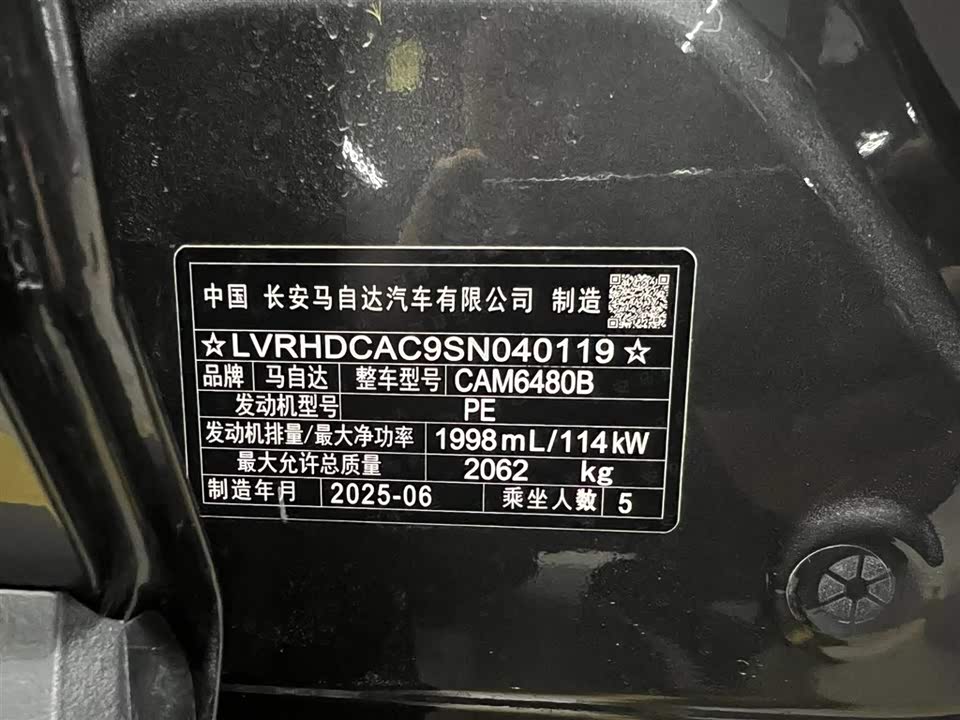 中国 长安马自达汽车有限公司 制造
☆LVRHDCAC9SN040119☆
品牌 马自达 整车型号 CAM6480B
发动机型号 PE
发动机排量/最大净功率 1998mL/114kW
最大允许总质量 2062 kg
制造年月 2025-06 乘坐人数 5